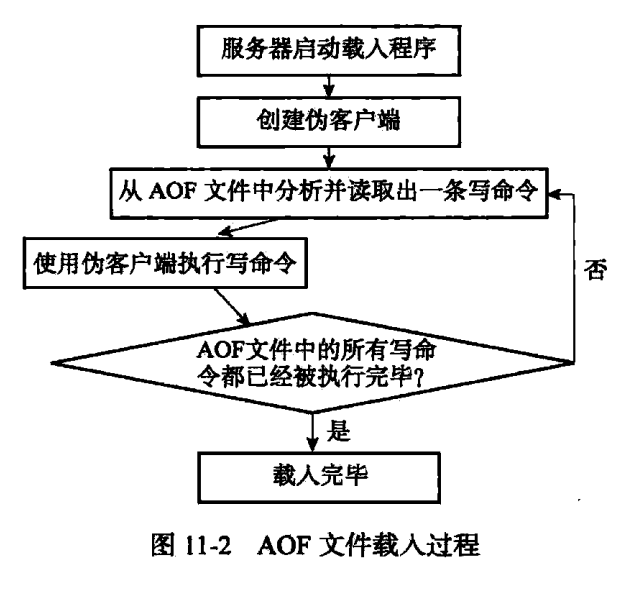 服务器启动载入程序
创建伪客户端
从 AOF 文件中分析并读取出一条写命令
使用伪客户端执行写命令
否
AOF文件中的所有写命
令都已经被执行完毕?
是
载入完毕
图 11-2 AOF 文件载入过程